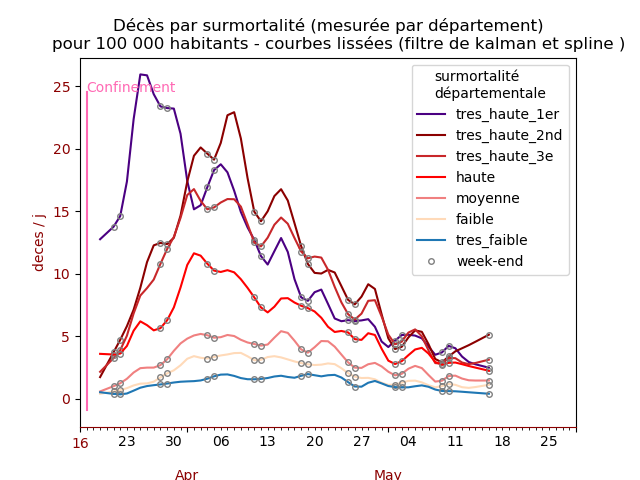 Décès par surmortalité (mesurée par département)
pour 100 000 habitants - courbes lissées (filtre de kalman et spline )
Confinement
surmortalité
départementale
tres_haute_1er
tres_haute_2nd
tres_haute_3e
haute
moyenne
faible
tres_faible
week-end
deces / j
25
20
15
10
5
0
16 23 30 06 13 20 27 04 11 18 25
Apr May